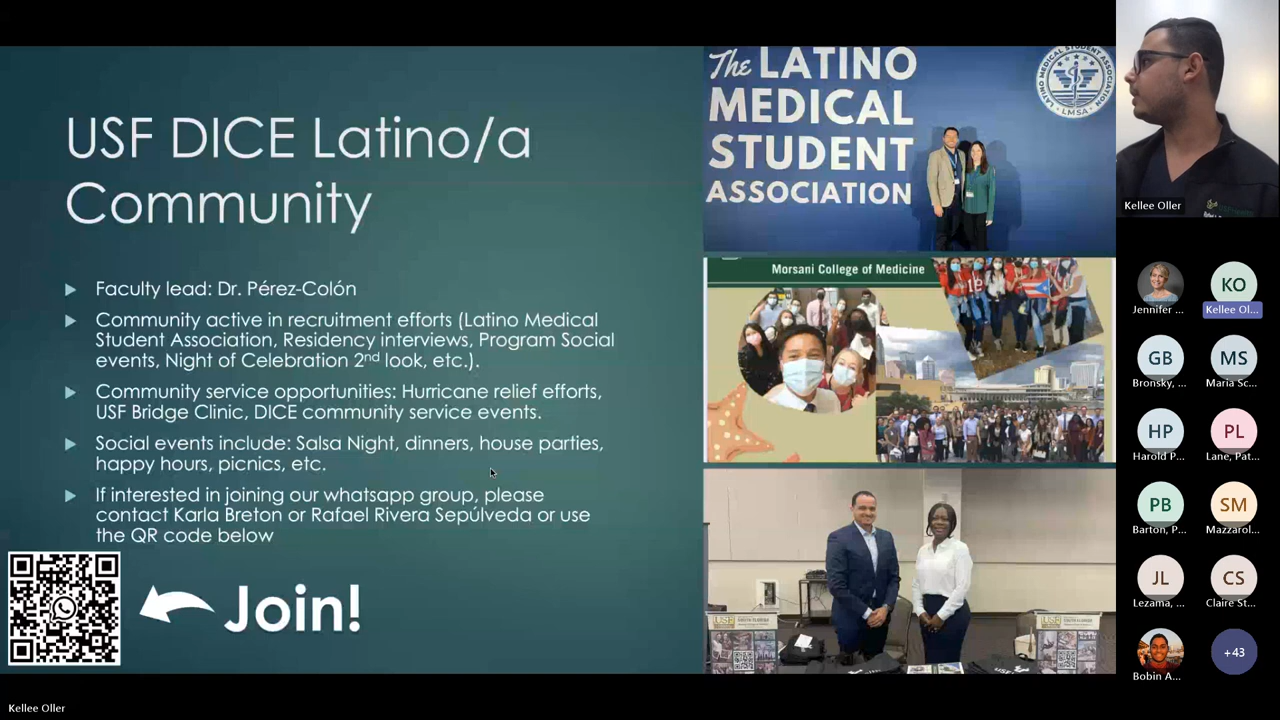 USF DICE Latino/a
Community
Faculty lead: Dr. Pérez-Colón
Community active in recruitment efforts (Latino Medical
Student Association, Residency interviews, Program Social
events, Night of Celebration 2nd look, etc.).
Community service opportunities: Hurricane relief efforts,
USF Bridge Clinic, DICE community service events.
Social events include: Salsa Night, dinners, house parties,
happy hours, picnics, etc.
If interested in joining our whatsapp group, please
contact Karla Breton or Rafael Rivera Sepúlveda or use
the QR code below
Join!
The LATINO
MEDICAL
STUDENT
ASSOCIATION
LATINO MEDICAL STUDENT ASSOCIATION
LMSA
Morsani College of Medicine
Kellee Oller
Jennifer ...
KO
Kellee Ol...
GB
Bronsky, ...
MS
Maria Sc...
HP
Harold P...
PL
Lane, Pat...
PB
Barton, P...
SM
Mazzarol...
JL
Lezama, ...
CS
Claire St...
Bobin A...
+43
Kellee Oller